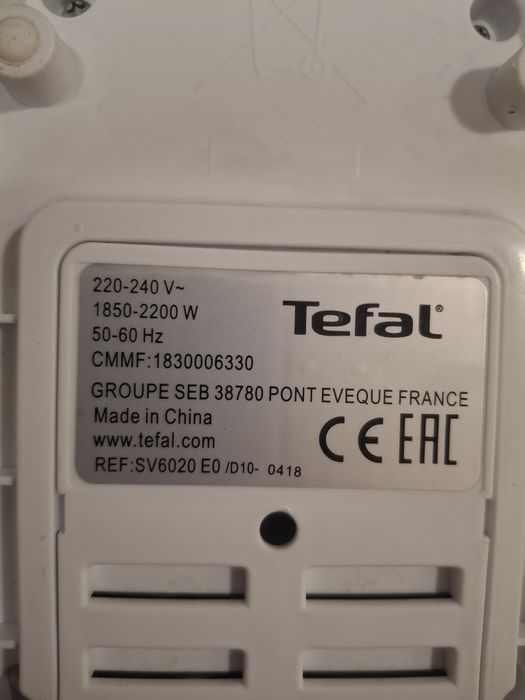 220-240 V~
1850-2200 W
50-60 Hz
Tefal®
CMMF:1830006330
GROUPE SEB 38780 PONT EVEQUE FRANCE
Made in China
www.tefal.com
CE EAC
REF:SV6020 E0 /D10- 0418